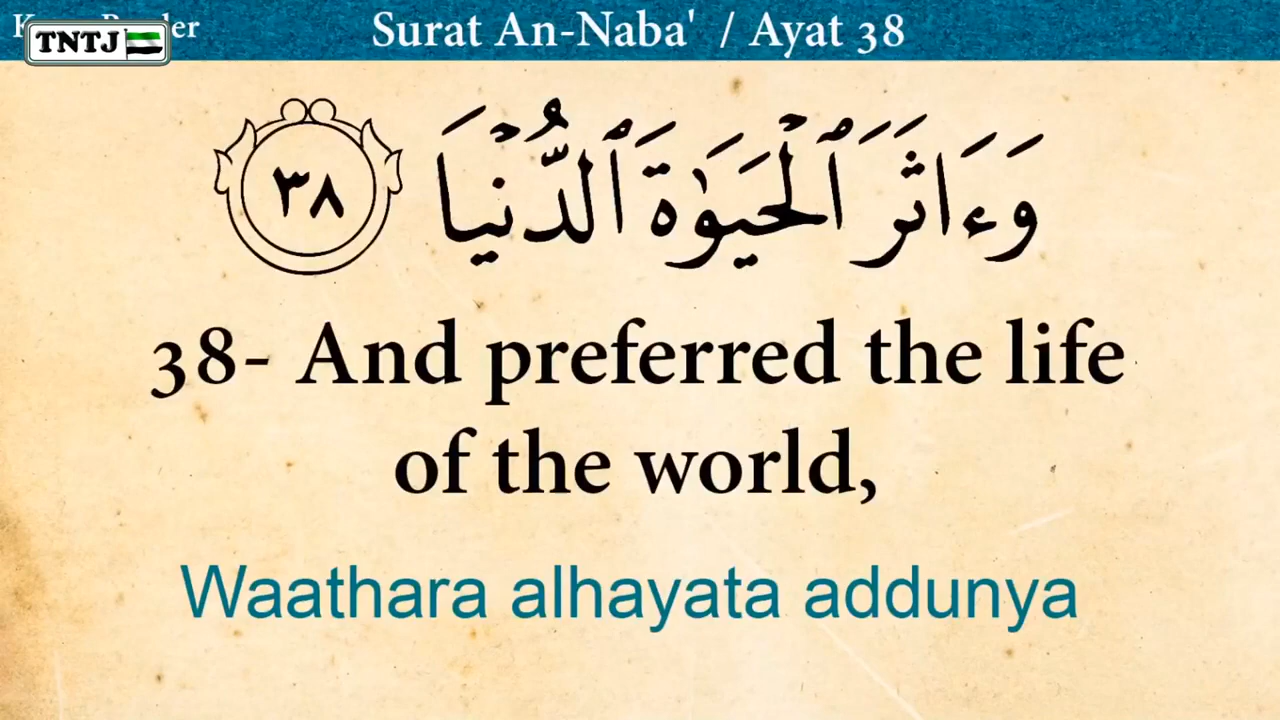 Surat An-Naba' / Ayat 38
TNTJ
وَءَاثَرَ ٱلْحَيَوٰةَ ٱلدُّنْيَا ٣٨
38- And preferred the life
of the world,
Waathara alhayata addunya